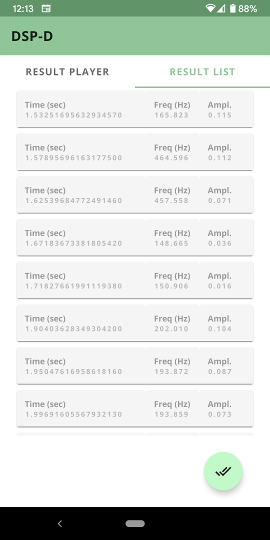 12:13 88%
DSP-D
RESULT PLAYER RESULT LIST
Time (sec) Freq (Hz) Ampl.
1.53251695632934570 165.823 0.115
Time (sec) Freq (Hz) Ampl.
1.57895696163177500 464.596 0.112
Time (sec) Freq (Hz) Ampl.
1.62539684772491460 457.558 0.071
Time (sec) Freq (Hz) Ampl.
1.67183673381805420 148.665 0.036
Time (sec) Freq (Hz) Ampl.
1.71827661991119380 150.906 0.016
Time (sec) Freq (Hz) Ampl.
1.90403628349304200 202.010 0.104
Time (sec) Freq (Hz) Ampl.
1.95047616958618160 193.872 0.087
Time (sec) Freq (Hz) Ampl.
1.99691605567932130 193.859 0.073